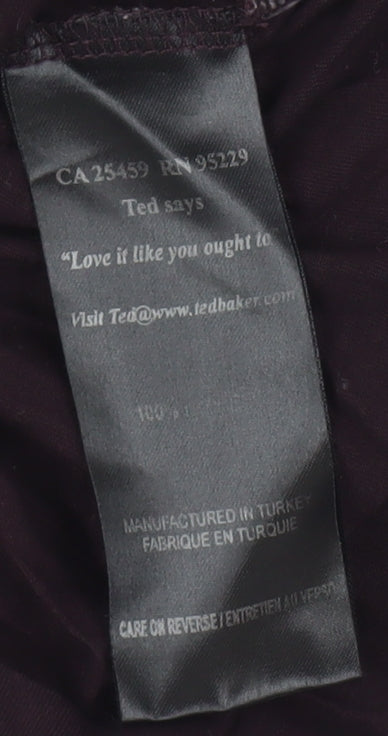 CA 25459 RN 95229
Ted says
"Love it like you ought to"
Visit Ted@www.tedbaker.com
100%
MANUFACTURED IN TURKEY
FABRIQUE EN TURQUIE
CARE ON REVERSE / ENTRETIEN AU VERSO